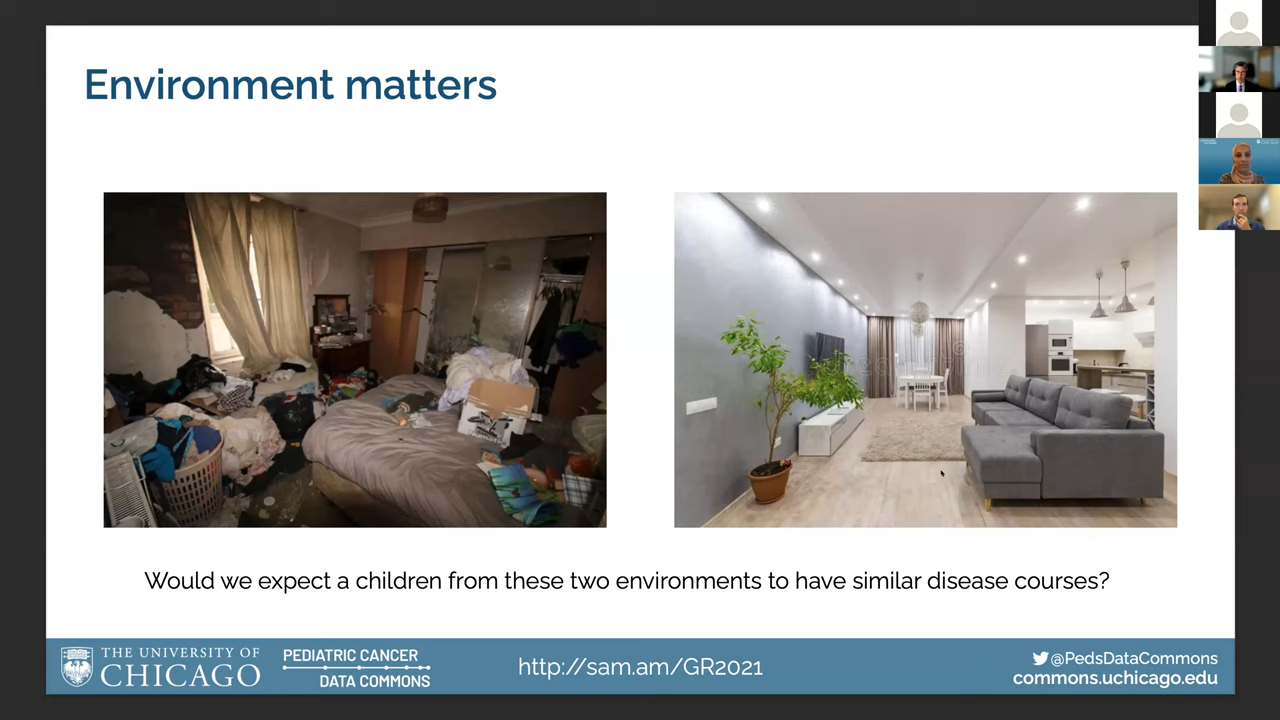 Environment matters
Would we expect a children from these two environments to have similar disease courses?
THE UNIVERSITY OF
CHICAGO
PEDIATRIC CANCER
DATA COMMONS
http://sam.am/GR2021
@PedsDataCommons
commons.uchicago.edu